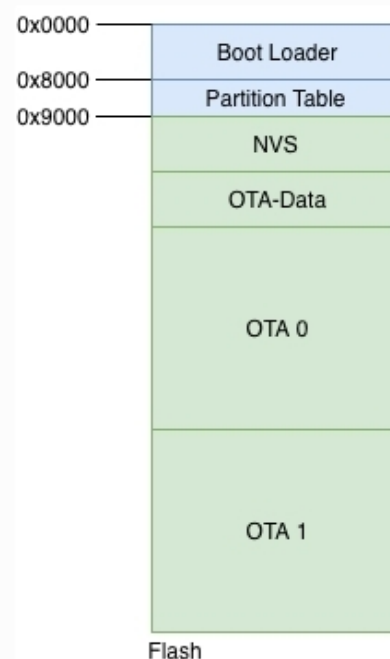 0x0000
Boot Loader
0x8000
Partition Table
0x9000
NVS
OTA-Data
OTA 0
OTA 1
Flash